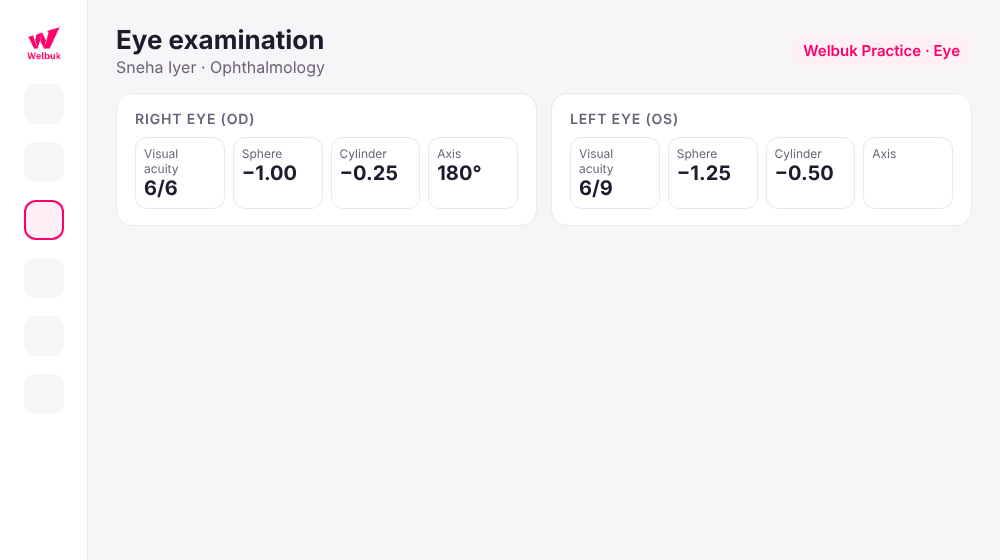 Welbuk
Eye examination
Sneha Iyer · Ophthalmology
Welbuk Practice · Eye
RIGHT EYE (OD)
Visual
acuity
6/6
Sphere
−1.00
Cylinder
−0.25
Axis
180°
LEFT EYE (OS)
Visual
acuity
6/9
Sphere
−1.25
Cylinder
−0.50
Axis